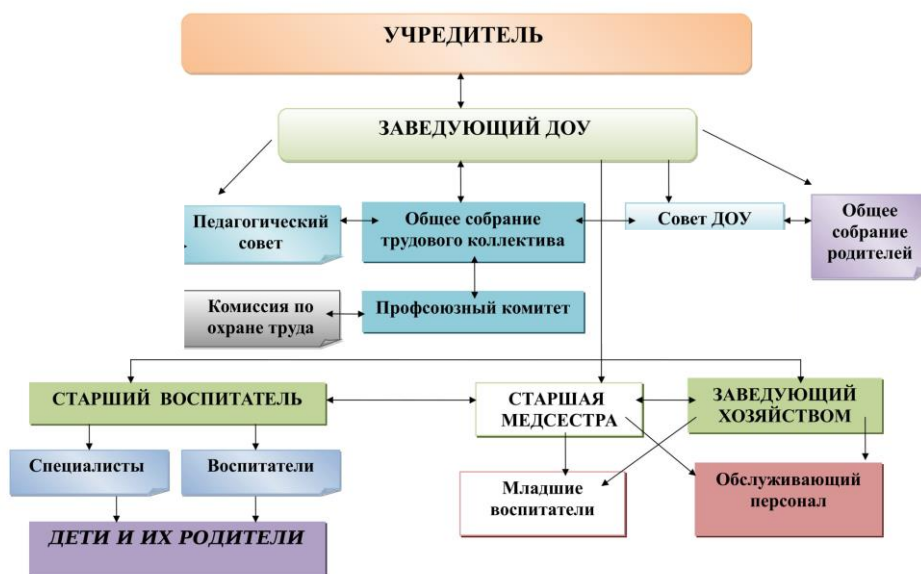 УЧРЕДИТЕЛЬ
ЗАВЕДУЮЩИЙ ДОУ
Педагогический
совет
Общее собрание
трудового коллектива
Совет ДОУ
Общее
собрание
родителей
Комиссия по
охране труда
Профсоюзный комитет
СТАРШИЙ ВОСПИТАТЕЛЬ
СТАРШАЯ
МЕДСЕСТРА
ЗАВЕДУЮЩИЙ
ХОЗЯЙСТВОМ
Специалисты
Воспитатели
Младшие
воспитатели
Обслуживающий
персонал
ДЕТИ И ИХ РОДИТЕЛИ